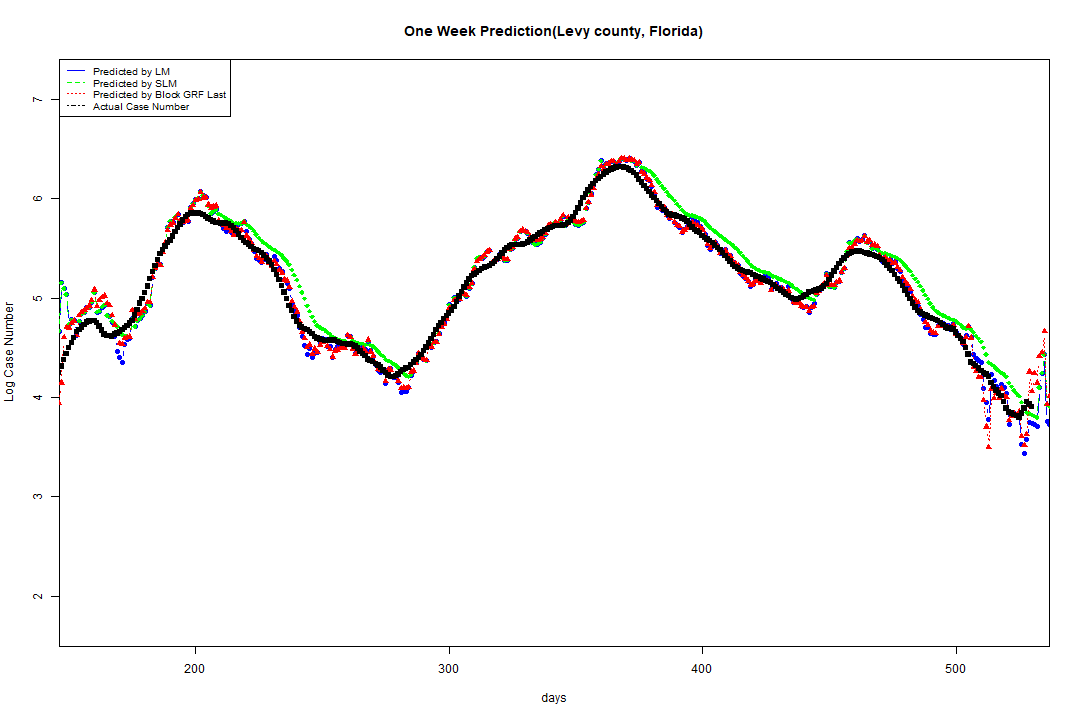 One Week Prediction(Levy county, Florida)
Predicted by LM
Predicted by SLM
Predicted by Block GRF Last
Actual Case Number
7
6
5
4
3
2
Log Case Number
200
300
400
500
days